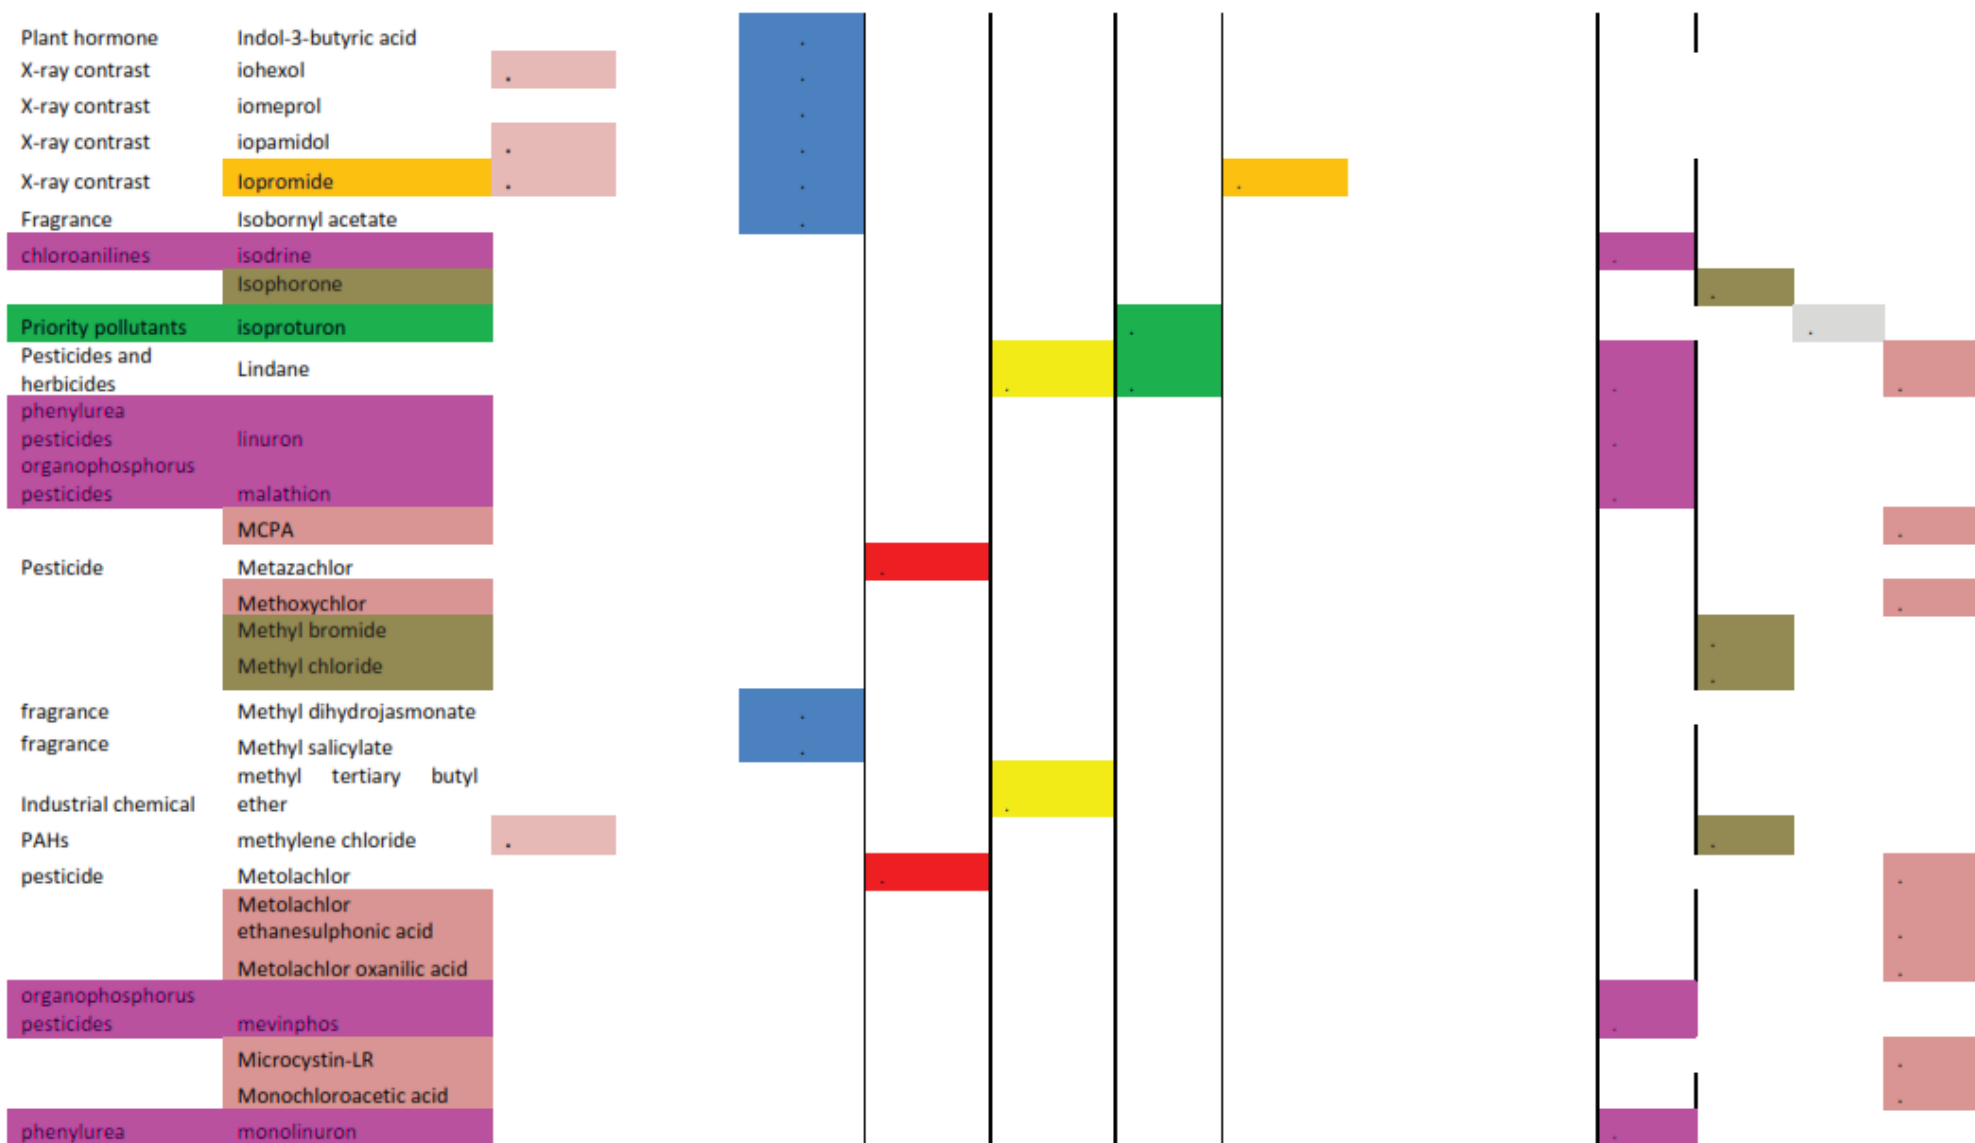 Plant hormone Indol-3-butyric acid .
X-ray contrast iohexol . .
X-ray contrast iomeprol .
X-ray contrast iopamidol . .
X-ray contrast Iopromide . . .
Fragrance Isobornyl acetate .
chloroanilines isodrine .
Isophorone .
Priority pollutants isoproturon . .
Pesticides and
herbicides Lindane . . . .
phenylurea
pesticides linuron .
organophosphorus
pesticides malathion .
MCPA .
Pesticide Metazachlor .
Methoxychlor .
Methyl bromide .
Methyl chloride .
fragrance Methyl dihydrojasmonate .
fragrance Methyl salicylate .
methyl tertiary butyl
Industrial chemical ether .
PAHs methylene chloride . .
pesticide Metolachlor . .
Metolachlor
ethanesulphonic acid .
Metolachlor oxanilic acid .
organophosphorus
pesticides mevinphos .
Microcystin-LR .
Monochloroacetic acid .
phenylurea monolinuron .